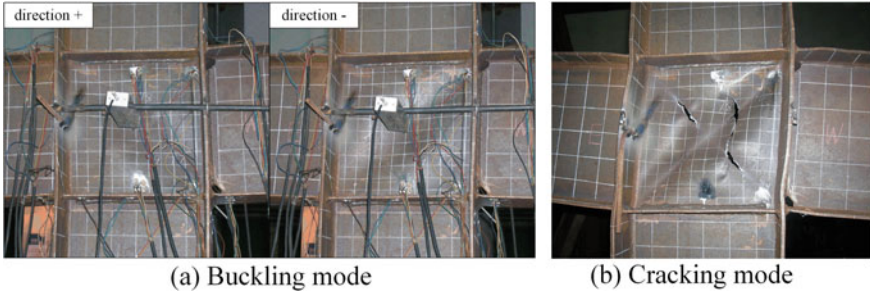 direction +
direction -
(a) Buckling mode
(b) Cracking mode